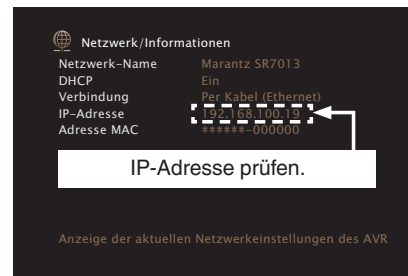 Netzwerk/Informationen
Netzwerk-Name Marantz SR7013
DHCP Ein
Verbindung Per Kabel (Ethernet)
IP-Adresse 192.168.100.19
Adresse MAC ******-000000
IP-Adresse prüfen.
Anzeige der aktuellen Netzwerkeinstellungen des AVR